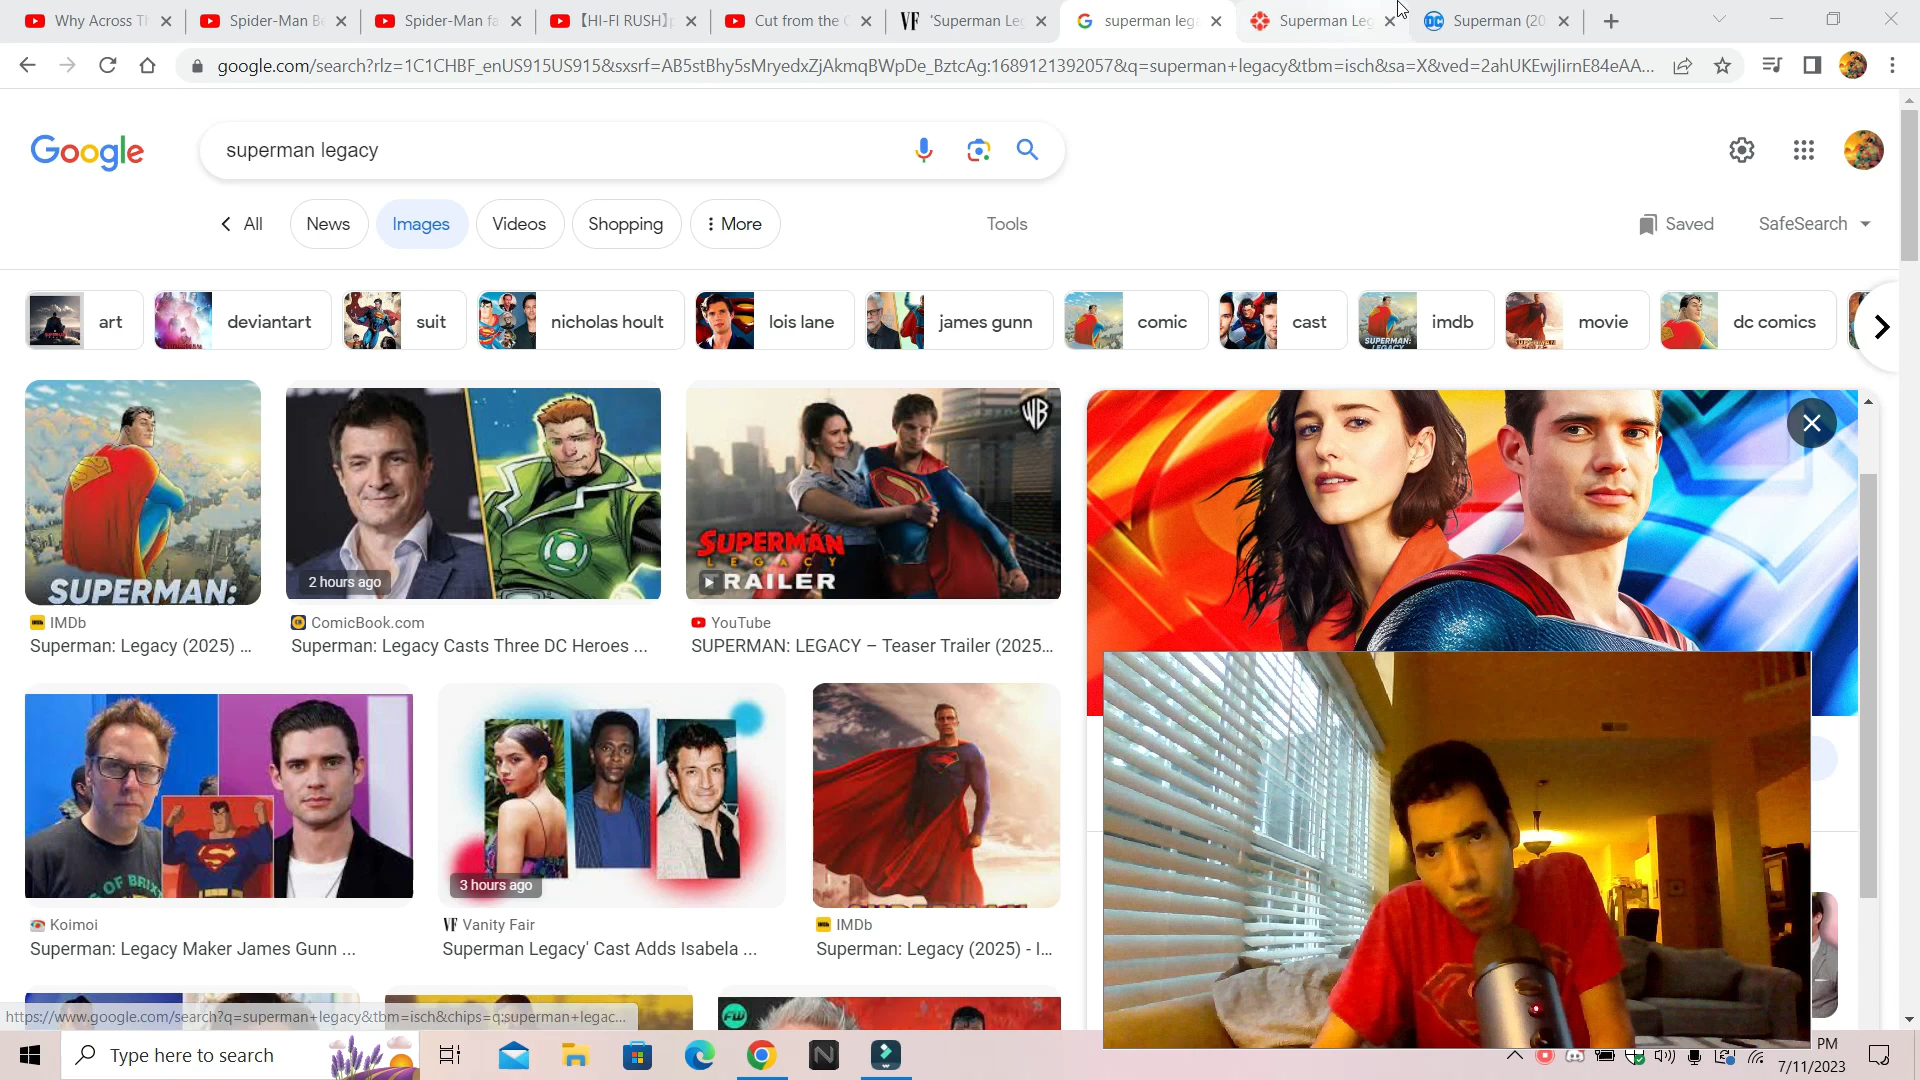 Why Across Th
Spider-Man Be
Spider-Man fa
【HI-FI RUSH】
Cut from the
'Superman Leg
superman lega
Superman Leg
Superman (20
google.com/search?rlz=1C1CHBF_enUS915US915&sxsrf=AB5stBhy5sMryedxZjAkmqBWpDe_BztcAg:1689121392057&q=superman+legacy&tbm=isch&sa=X&ved=2ahUKEwjIirnE84eAA...
Google
superman legacy
All
News
Images
Videos
Shopping
More
Tools
Saved
SafeSearch
art
deviantart
suit
nicholas hoult
lois lane
james gunn
comic
cast
imdb
movie
dc comics
SUPERMAN:
2 hours ago
SUPERMAN
LEGACY
TRAILER
IMDb
Superman: Legacy (2025) ...
ComicBook.com
Superman: Legacy Casts Three DC Heroes ...
YouTube
SUPERMAN: LEGACY – Teaser Trailer (2025...
3 hours ago
Koimoi
Superman: Legacy Maker James Gunn ...
Vanity Fair
Superman Legacy' Cast Adds Isabela ...
IMDb
Superman: Legacy (2025) - I...
https://www.google.com/search?q=superman+legacy&tbm=isch&chips=q:superman+legac...
Type here to search
PM
7/11/2023